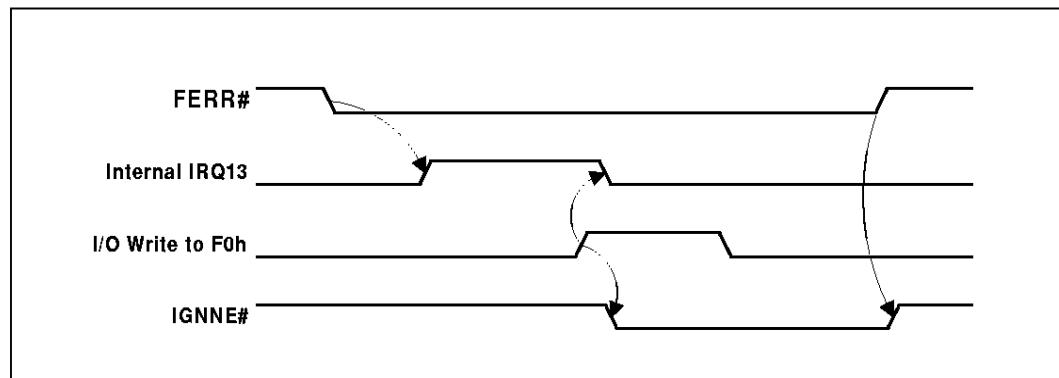 FERR#
Internal IRQ13
I/O Write to F0h
IGNNE#